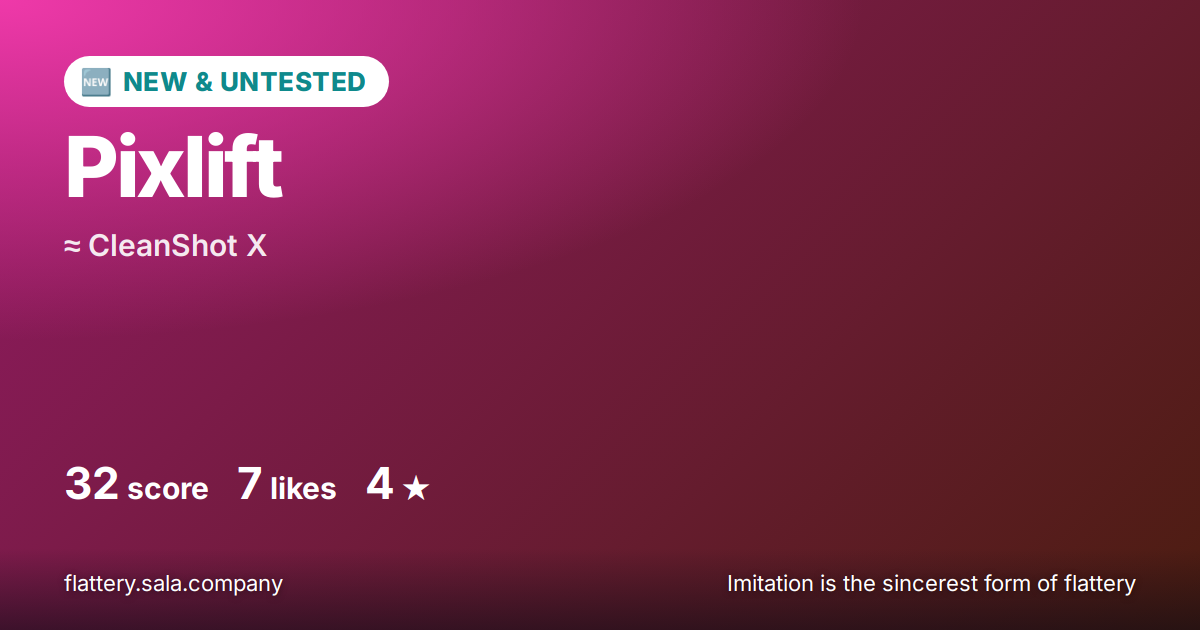 🆕 NEW & UNTESTED
Pixlift
≈ CleanShot X
32 score 7 likes 4 ★
flattery.sala.company
Imitation is the sincerest form of flattery